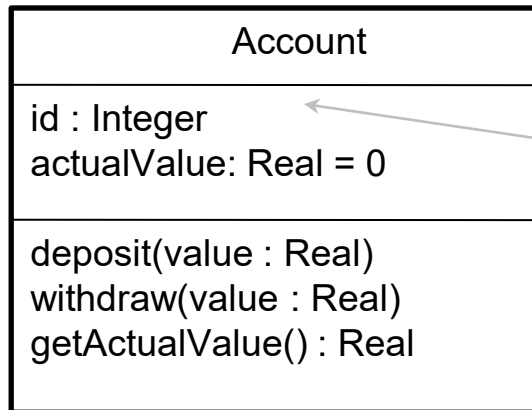 Account
id : Integer
actualValue: Real = 0
deposit(value : Real)
withdraw(value : Real)
getActualValue() : Real